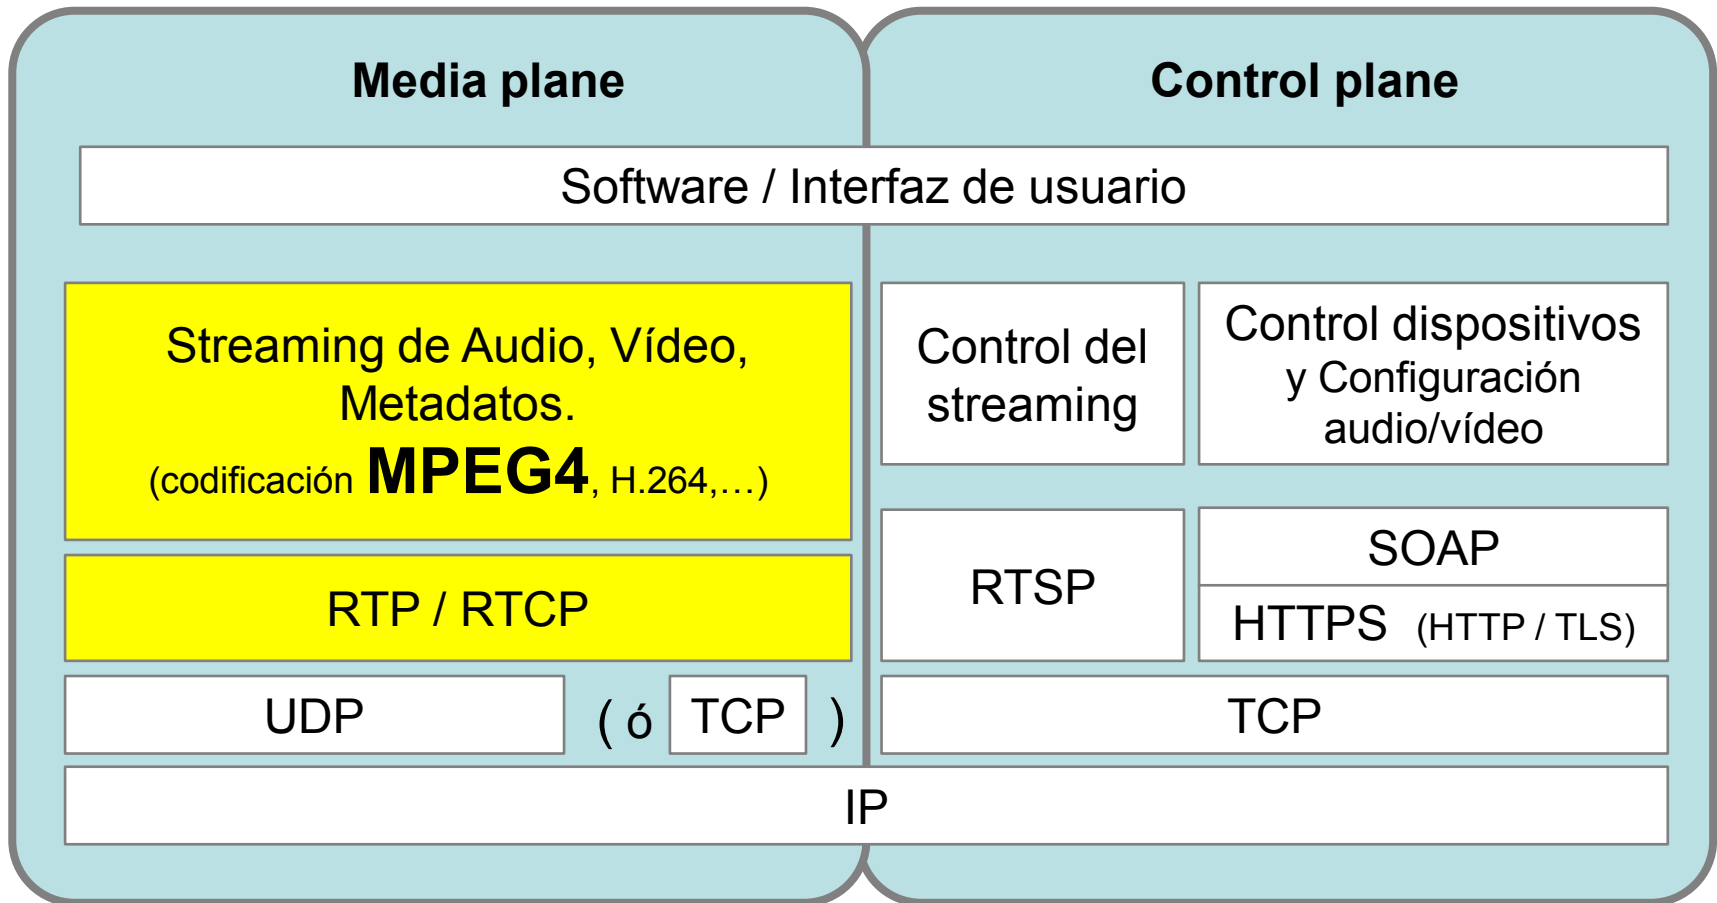 Media plane
Control plane
Software / Interfaz de usuario
Streaming de Audio, Vídeo,
Metadatos.
(codificación MPEG4, H.264,...)
Control del
streaming
Control dispositivos
y Configuración
audio/vídeo
RTP / RTCP
RTSP
SOAP
HTTPS (HTTP / TLS)
UDP
( ó TCP )
TCP
IP